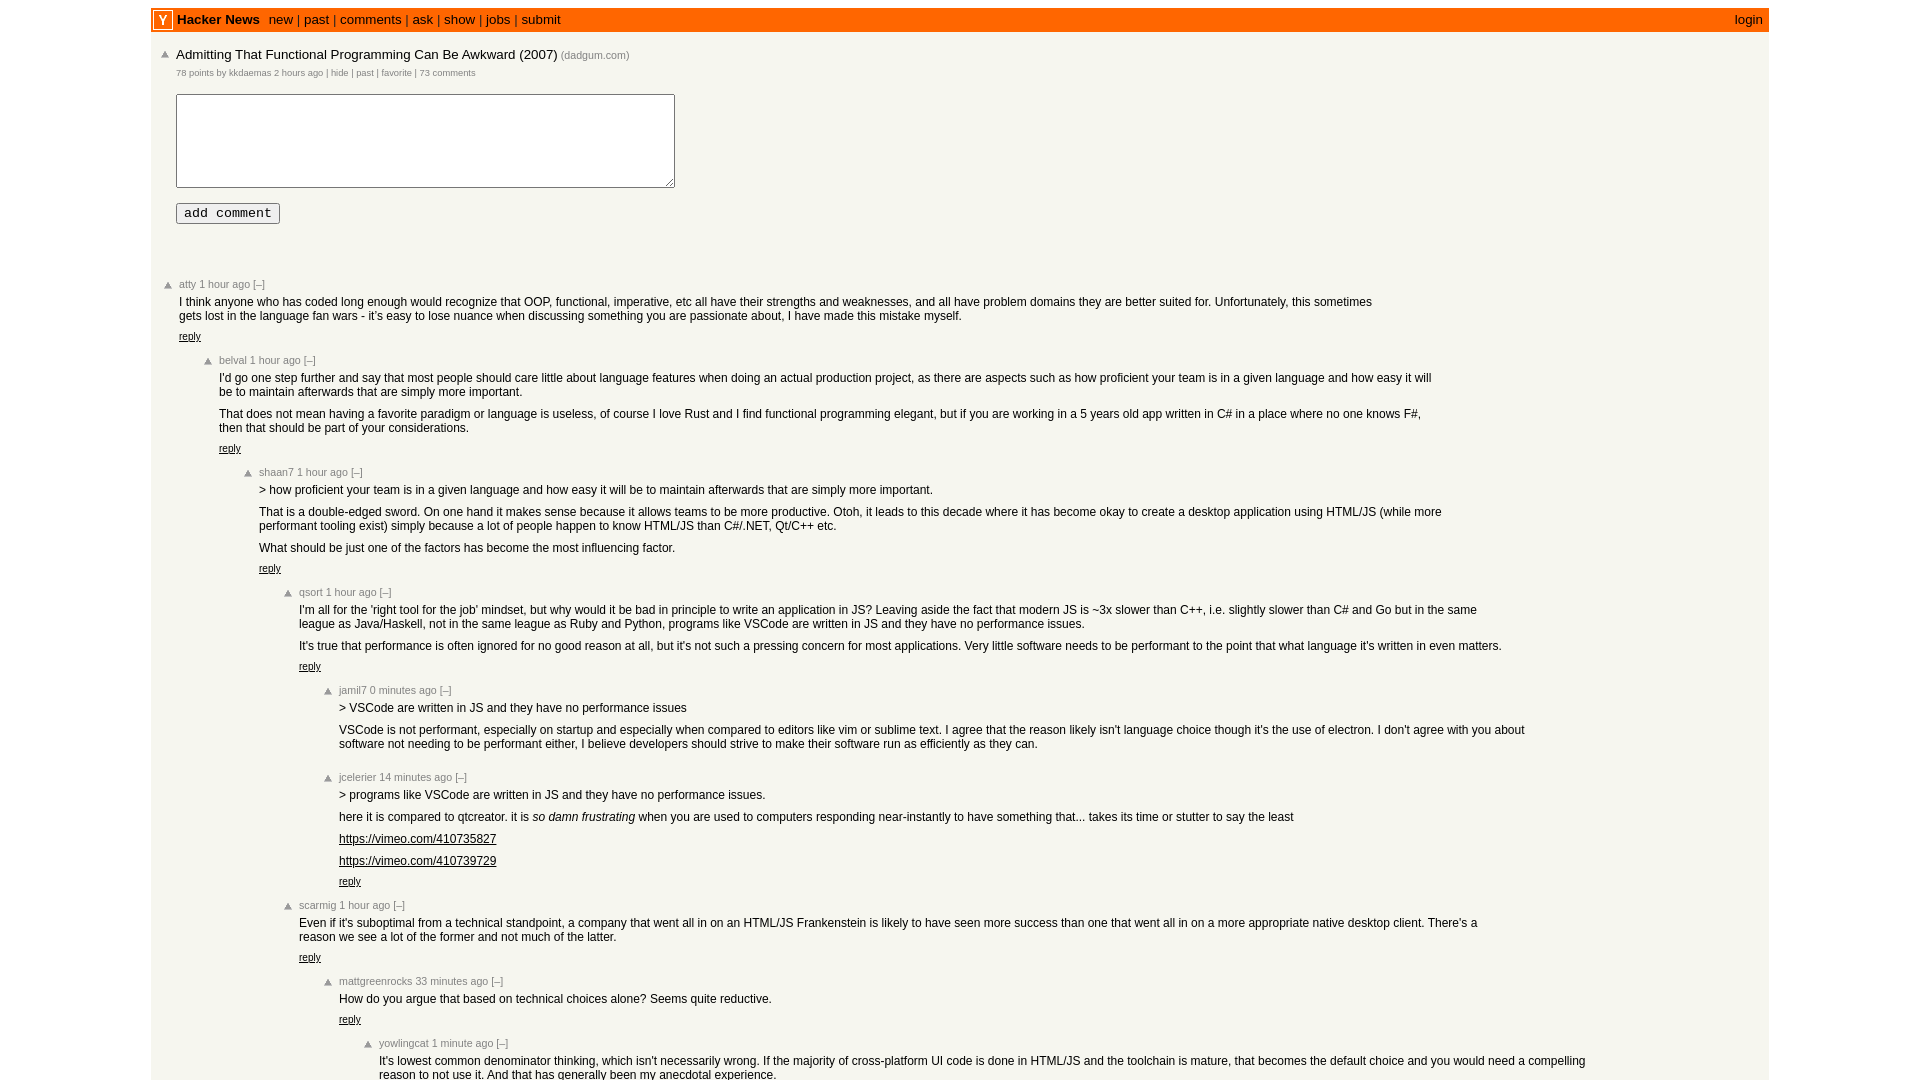 Y Hacker News new | past | comments | ask | show | jobs | submit login
Admitting That Functional Programming Can Be Awkward (2007) (dadgum.com)
78 points by kkdaemas 2 hours ago | hide | past | favorite | 73 comments
add comment
atty 1 hour ago [–]
I think anyone who has coded long enough would recognize that OOP, functional, imperative, etc all have their strengths and weaknesses, and all have problem domains they are better suited for. Unfortunately, this sometimes
gets lost in the language fan wars - it's easy to lose nuance when discussing something you are passionate about, I have made this mistake myself.
reply
belval 1 hour ago [–]
I'd go one step further and say that most people should care little about language features when doing an actual production project, as there are aspects such as how proficient your team is in a given language and how easy it will
be to maintain afterwards that are simply more important.
That does not mean having a favorite paradigm or language is useless, of course I love Rust and I find functional programming elegant, but if you are working in a 5 years old app written in C# in a place where no one knows F#,
then that should be part of your considerations.
reply
shaan7 1 hour ago [–]
> how proficient your team is in a given language and how easy it will be to maintain afterwards that are simply more important.
That is a double-edged sword. On one hand it makes sense because it allows teams to be more productive. Otoh, it leads to this decade where it has become okay to create a desktop application using HTML/JS (while more
performant tooling exist) simply because a lot of people happen to know HTML/JS than C#/.NET, Qt/C++ etc.
What should be just one of the factors has become the most influencing factor.
reply
qsort 1 hour ago [–]
I'm all for the 'right tool for the job' mindset, but why would it be bad in principle to write an application in JS? Leaving aside the fact that modern JS is ~3x slower than C++, i.e. slightly slower than C# and Go but in the same
league as Java/Haskell, not in the same league as Ruby and Python, programs like VSCode are written in JS and they have no performance issues.
It's true that performance is often ignored for no good reason at all, but it's not such a pressing concern for most applications. Very little software needs to be performant to the point that what language it's written in even matters.
reply
jamil7 0 minutes ago [–]
> VSCode are written in JS and they have no performance issues
VSCode is not performant, especially on startup and especially when compared to editors like vim or sublime text. I agree that the reason likely isn't language choice though it's the use of electron. I don't agree with you about
software not needing to be performant either, I believe developers should strive to make their software run as efficiently as they can.
jcelerier 14 minutes ago [–]
> programs like VSCode are written in JS and they have no performance issues.
here it is compared to qtcreator. it is so damn frustrating when you are used to computers responding near-instantly to have something that... takes its time or stutter to say the least
https://vimeo.com/410735827
https://vimeo.com/410739729
reply
scarmig 1 hour ago [–]
Even if it's suboptimal from a technical standpoint, a company that went all in on an HTML/JS Frankenstein is likely to have seen more success than one that went all in on a more appropriate native desktop client. There's a
reason we see a lot of the former and not much of the latter.
reply
mattgreenrocks 33 minutes ago [–]
How do you argue that based on technical choices alone? Seems quite reductive.
reply
yowlingcat 1 minute ago [–]
It's lowest common denominator thinking, which isn't necessarily wrong. If the majority of cross-platform UI code is done in HTML/JS and the toolchain is mature, that becomes the default choice and you would need a compelling
reason to not use it. And that has generally been my anecdotal experience.